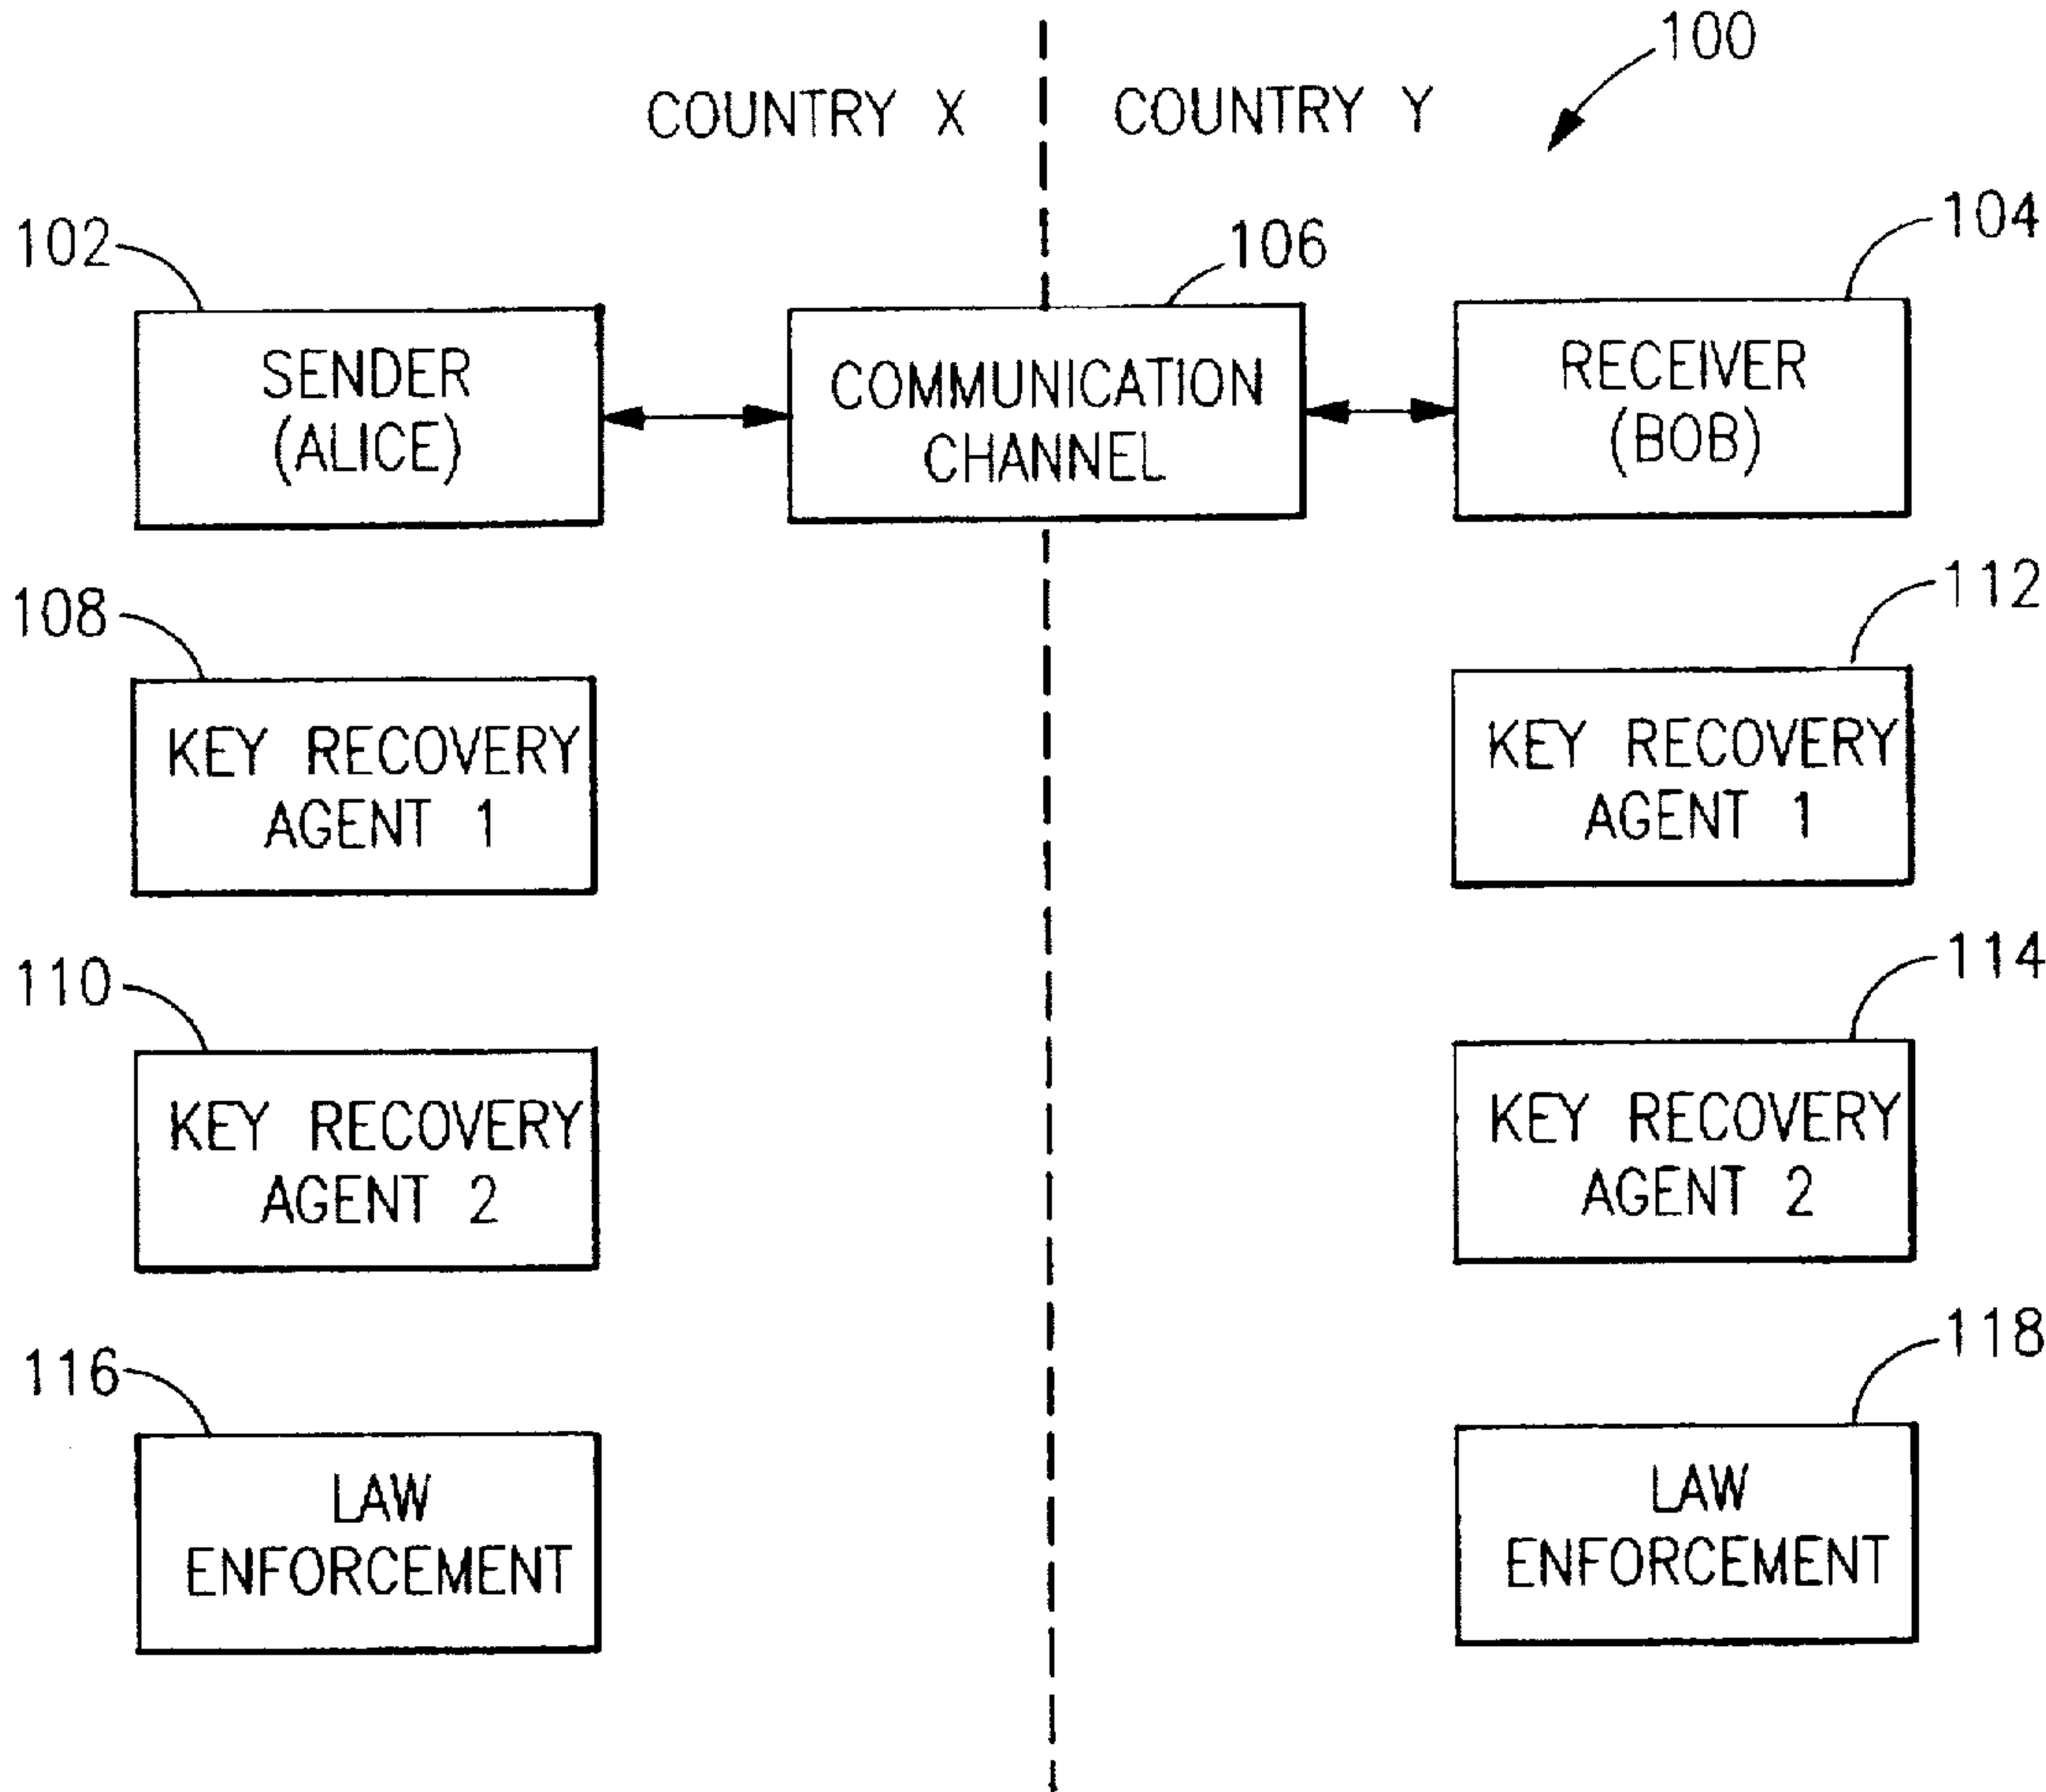 100
COUNTRY X
COUNTRY Y
102
106
104
SENDER
(ALICE)
COMMUNICATION
CHANNEL
RECEIVER
(BOB)
108
112
KEY RECOVERY
AGENT 1
KEY RECOVERY
AGENT 1
110
114
KEY RECOVERY
AGENT 2
KEY RECOVERY
AGENT 2
116
118
LAW
ENFORCEMENT
LAW
ENFORCEMENT